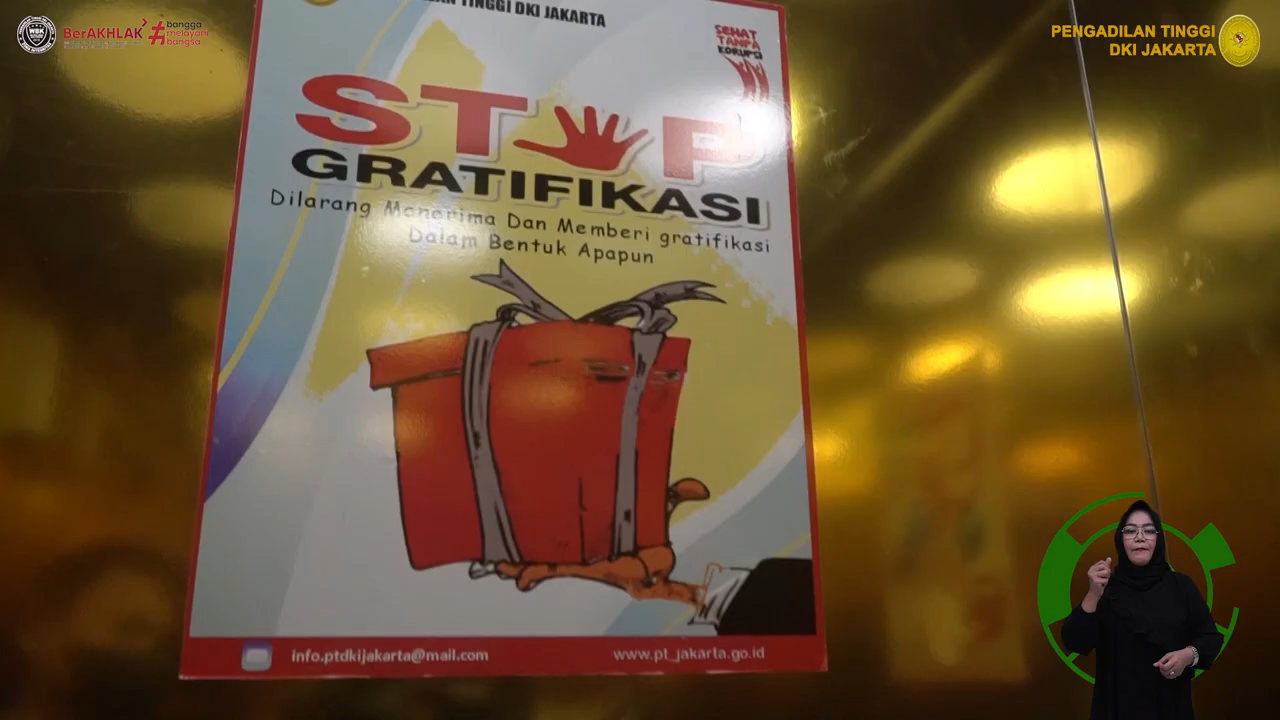 BerAKHLAK
#bangga
melayani
bangsa
PENGADILAN TINGGI
DKI JAKARTA
TINGGI DKI JAKARTA
SEHAT
TANPA
KORUPSI
STOP
GRATIFIKASI
Dilarang Menerima Dan Memberi gratifikasi
Dalam Bentuk Apapun
info.ptdkijakarta@mail.com
www.pt_jakarta.go.id